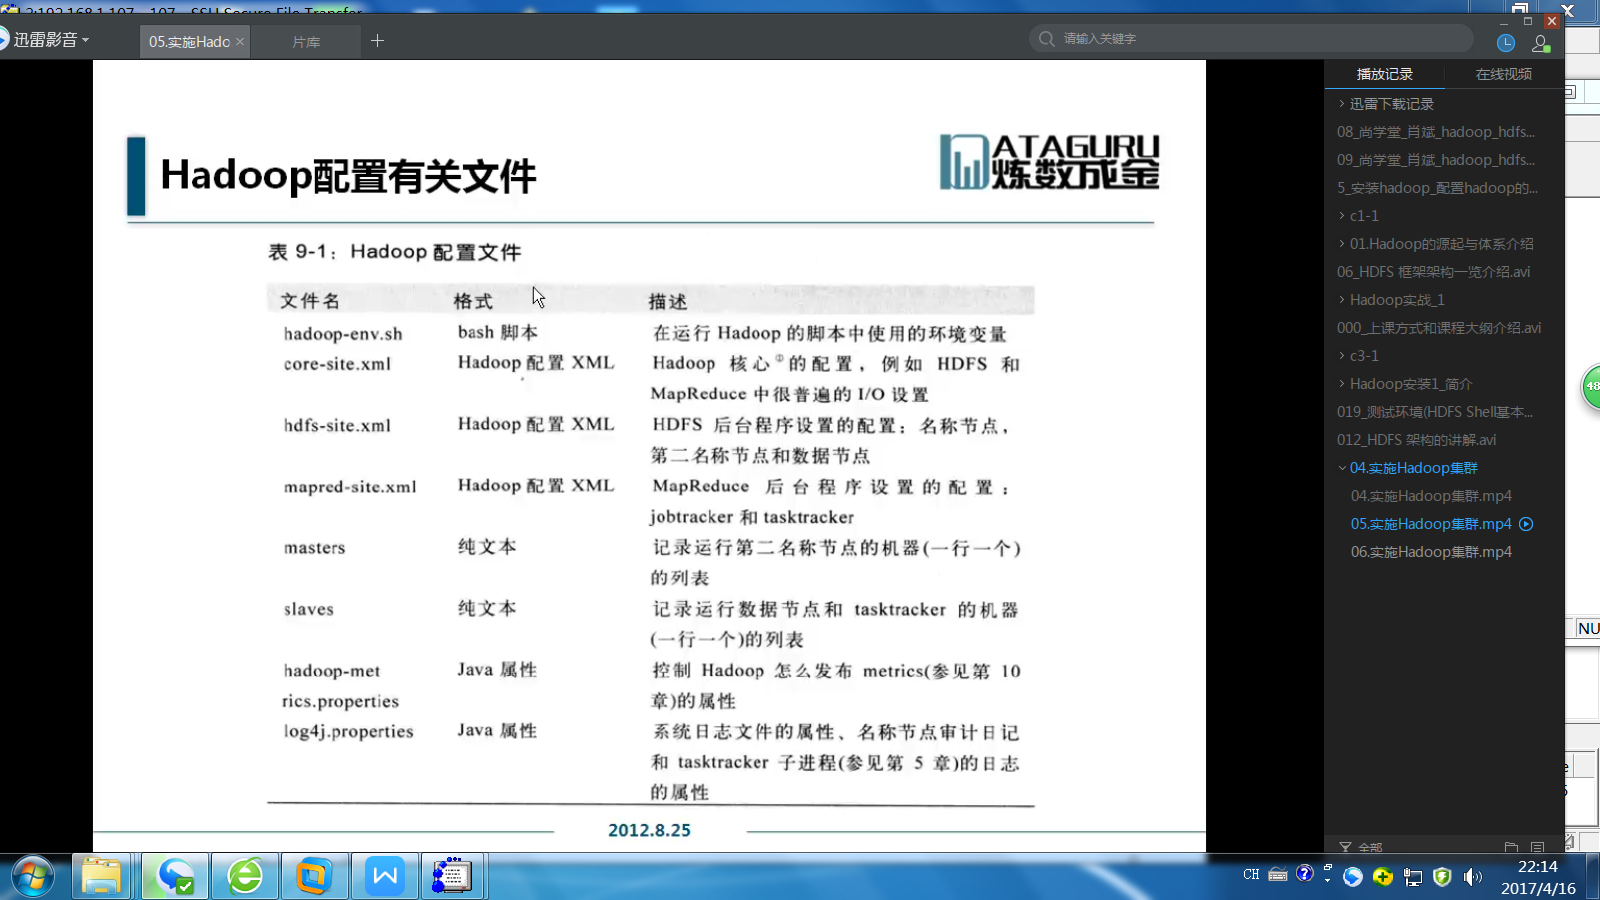 2:192.168.1.107 - 107 - SSH Secure File Transfer
迅雷影音
05.实施Hado
片库
请输入关键字
播放记录
在线视频
迅雷下载记录
08_尚学堂_肖斌_hadoop_hdfs...
09_尚学堂_肖斌_hadoop_hdfs...
5_安装hadoop_配置hadoop的...
c1-1
01.Hadoop的源起与体系介绍
06_HDFS 框架架构一览介绍.avi
Hadoop实战_1
000_上课方式和课程大纲介绍.avi
c3-1
Hadoop安装1_简介
019_测试环境(HDFS Shell基本...
012_HDFS 架构的讲解.avi
04.实施Hadoop集群
04.实施Hadoop集群.mp4
05.实施Hadoop集群.mp4
06.实施Hadoop集群.mp4
全部
Hadoop配置有关文件
DATAGURU
炼数成金
表 9-1：Hadoop 配置文件
文件名 格式 描述
hadoop-env.sh bash 脚本 在运行 Hadoop 的脚本中使用的环境变量
core-site.xml Hadoop 配置 XML Hadoop 核心①的配置，例如 HDFS 和
MapReduce 中很普遍的 I/O 设置
hdfs-site.xml Hadoop 配置 XML HDFS 后台程序设置的配置：名称节点，
第二名称节点和数据节点
mapred-site.xml Hadoop 配置 XML MapReduce 后台程序设置的配置：
jobtracker 和 tasktracker
masters 纯文本 记录运行第二名称节点的机器(一行一个)
的列表
slaves 纯文本 记录运行数据节点和 tasktracker 的机器
(一行一个)的列表
hadoop-met Java 属性 控制 Hadoop 怎么发布 metrics(参见第 10
rics.properties 章)的属性
log4j.properties Java 属性 系统日志文件的属性、名称节点审计日记
和 tasktracker 子进程(参见第 5 章)的日志
的属性
2012.8.25
48
NU
CH
22:14
2017/4/16